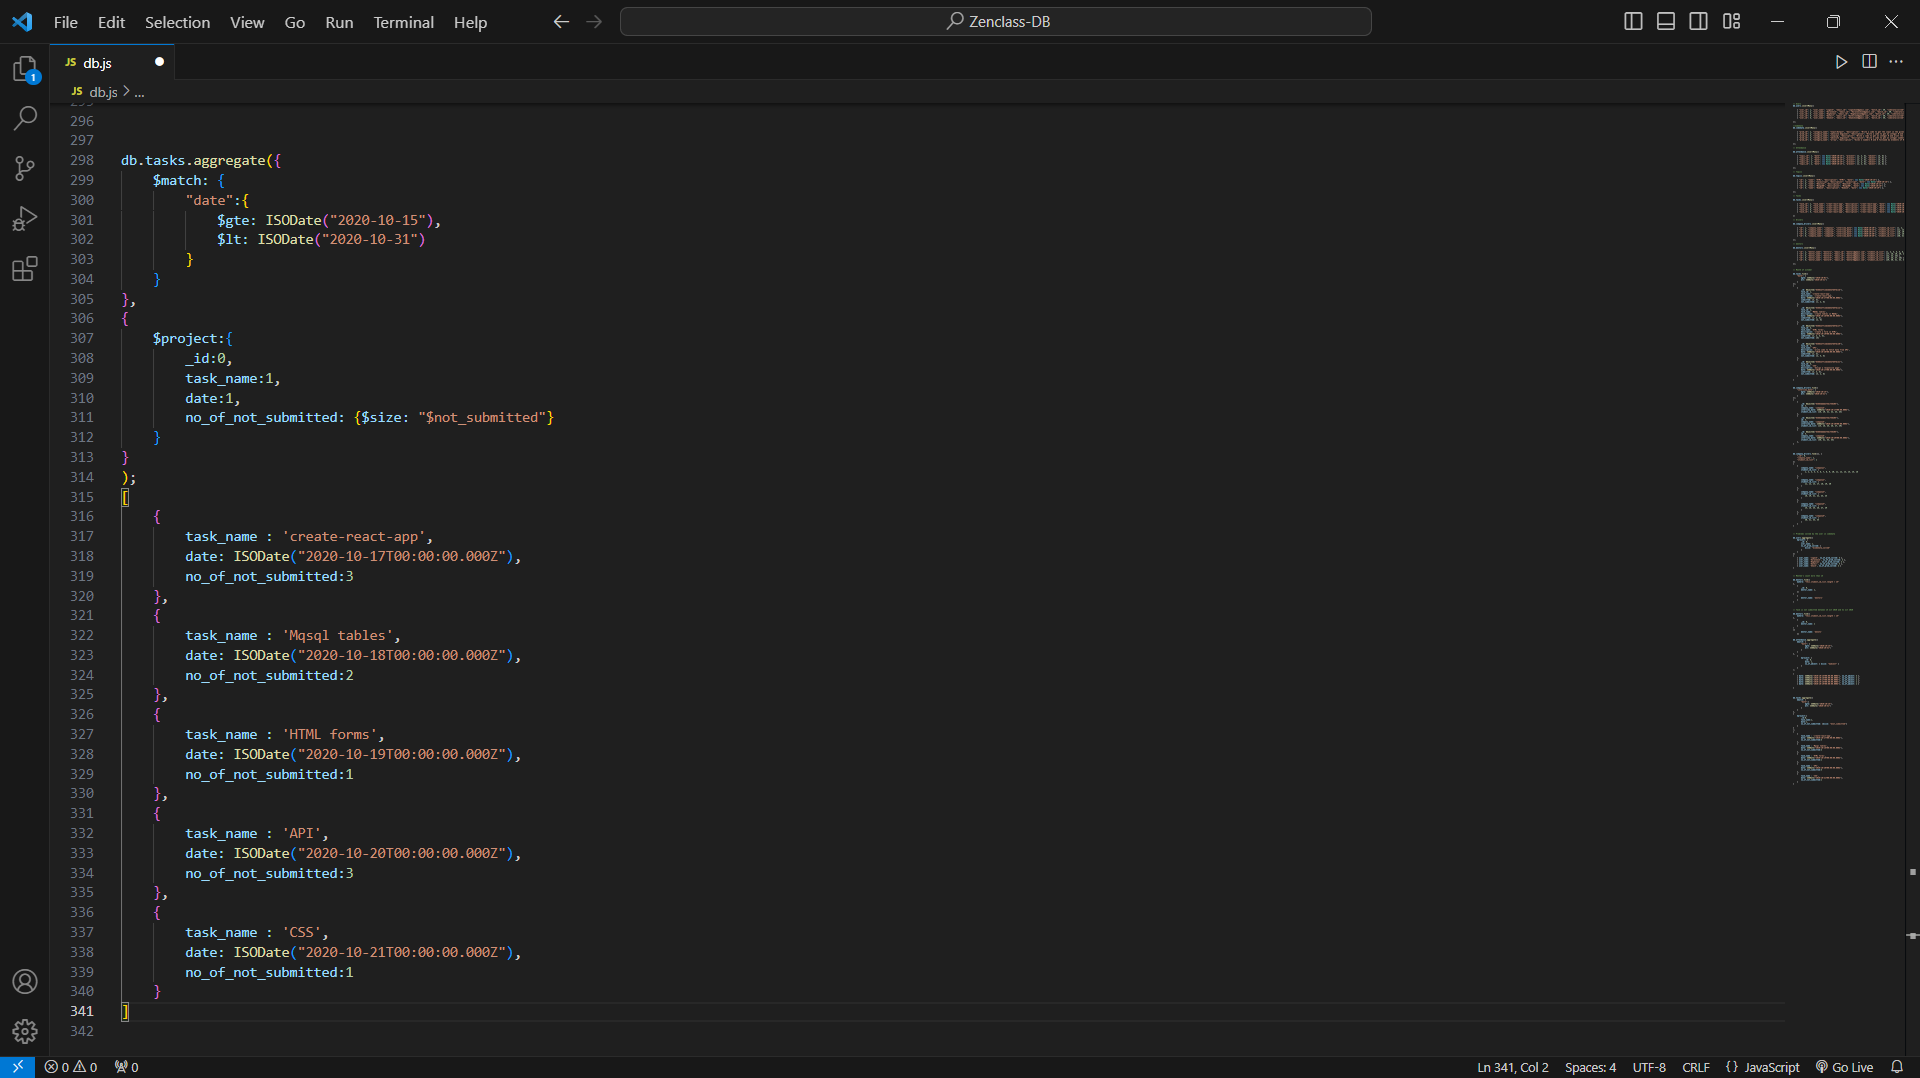 File Edit Selection View Go Run Terminal Help
Zenclass-DB
JS db.js
JS db.js > ...
1
296
297
298 db.tasks.aggregate({
299 $match: {
300 "date":{
301 $gte: ISODate("2020-10-15"),
302 $lt: ISODate("2020-10-31")
303 }
304 }
305 },
306 {
307 $project:{
308 _id:0,
309 task_name:1,
310 date:1,
311 no_of_not_submitted: {$size: "$not_submitted"}
312 }
313 }
314 );
315 [
316 {
317 task_name : 'create-react-app',
318 date: ISODate("2020-10-17T00:00:00.000Z"),
319 no_of_not_submitted:3
320 },
321 {
322 task_name : 'Mqsql tables',
323 date: ISODate("2020-10-18T00:00:00.000Z"),
324 no_of_not_submitted:2
325 },
326 {
327 task_name : 'HTML forms',
328 date: ISODate("2020-10-19T00:00:00.000Z"),
329 no_of_not_submitted:1
330 },
331 {
332 task_name : 'API',
333 date: ISODate("2020-10-20T00:00:00.000Z"),
334 no_of_not_submitted:3
335 },
336 {
337 task_name : 'CSS',
338 date: ISODate("2020-10-21T00:00:00.000Z"),
339 no_of_not_submitted:1
340 }
341 ]
342
0 0 0 Ln 341, Col 2 Spaces: 4 UTF-8 CRLF {} JavaScript Go Live